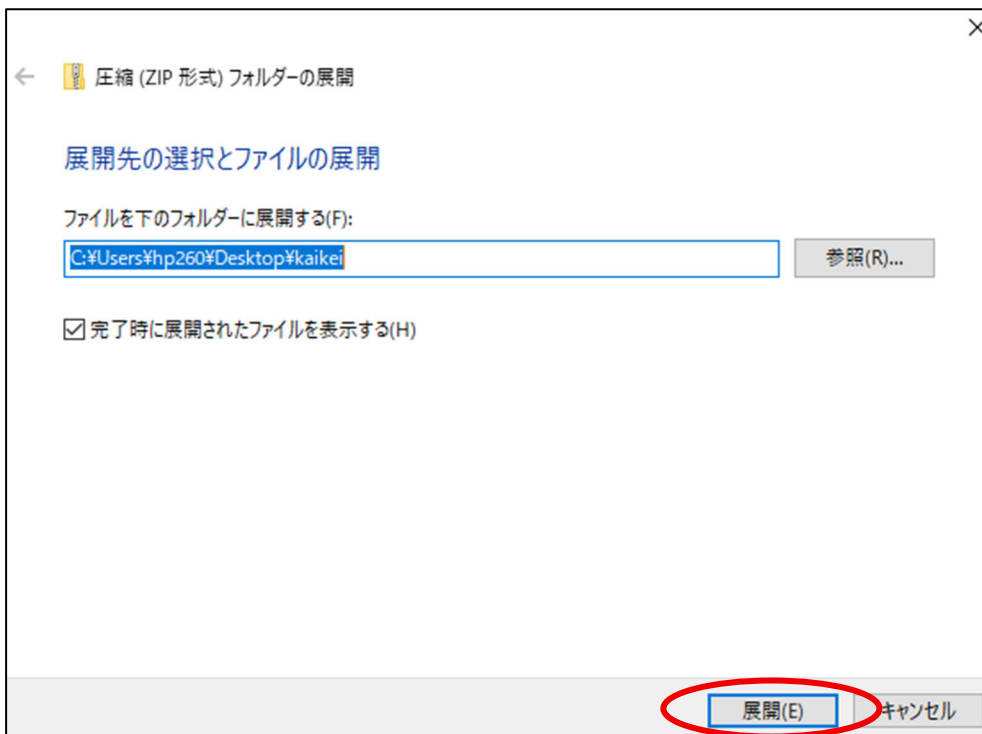 圧縮 (ZIP 形式) フォルダーの展開
展開先の選択とファイルの展開
ファイルを下のフォルダーに展開する(F):
C:¥Users¥hp260¥Desktop¥kaikei
参照(R)...
完了時に展開されたファイルを表示する(H)
展開(E)
キャンセル